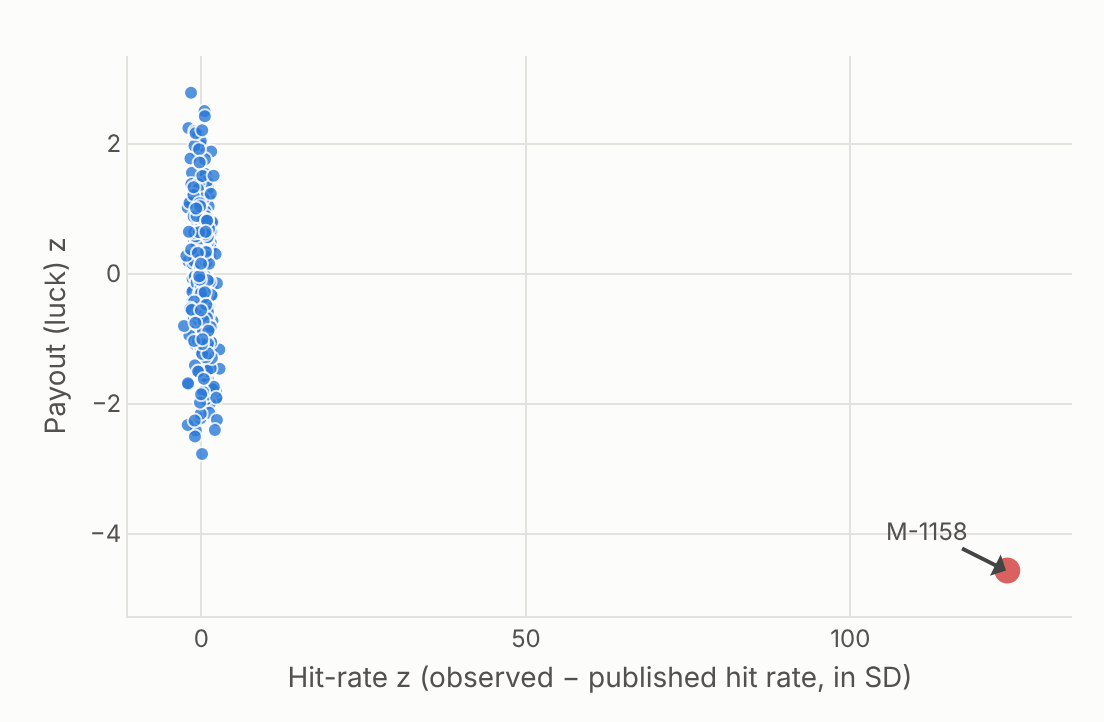 2
0
−2
−4
Payout (luck) z
M-1158
0
50
100
Hit-rate z (observed − published hit rate, in SD)